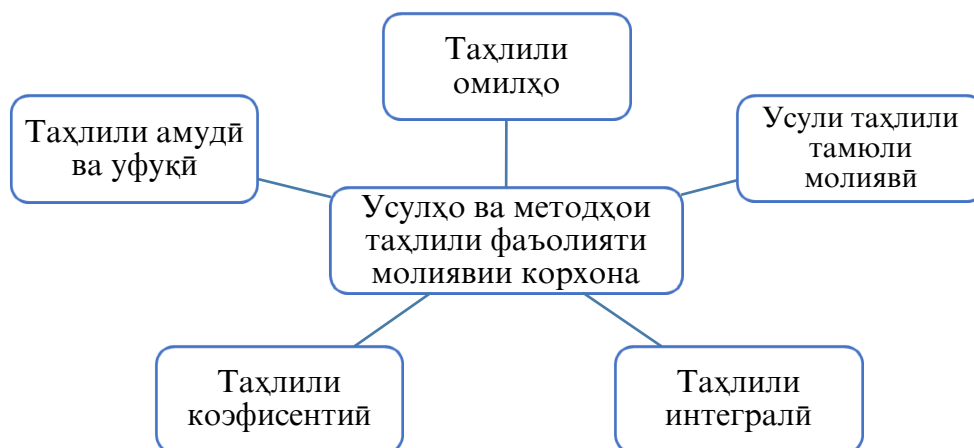 Таҳлили
омилҳо
Таҳлили амудӣ
ва уфуқӣ
Усули таҳлили
тамюли
молиявӣ
Усулҳо ва методҳои
таҳлили фаъолияти
молиявии корхона
Таҳлили
коэфисентий
Таҳлили
интегралӣ